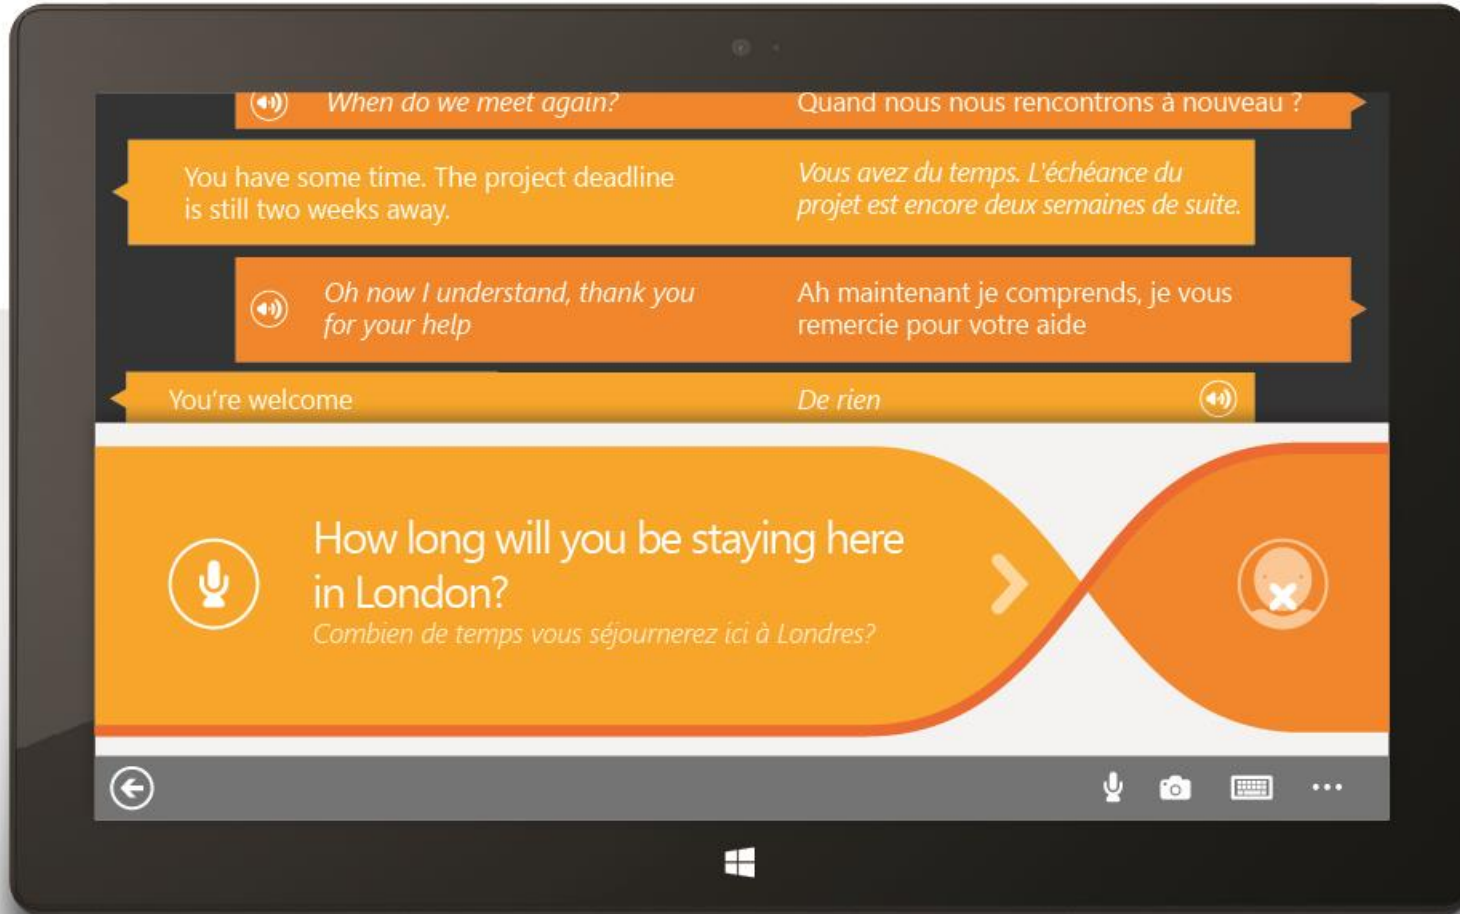 When do we meet again?
Quand nous nous rencontrons à nouveau ?
You have some time. The project deadline
is still two weeks away.
Vous avez du temps. L'échéance du
projet est encore deux semaines de suite.
Oh now I understand, thank you
for your help
Ah maintenant je comprends, je vous
remercie pour votre aide
You're welcome
De rien
How long will you be staying here
in London?
Combien de temps vous séjournerez ici à Londres?